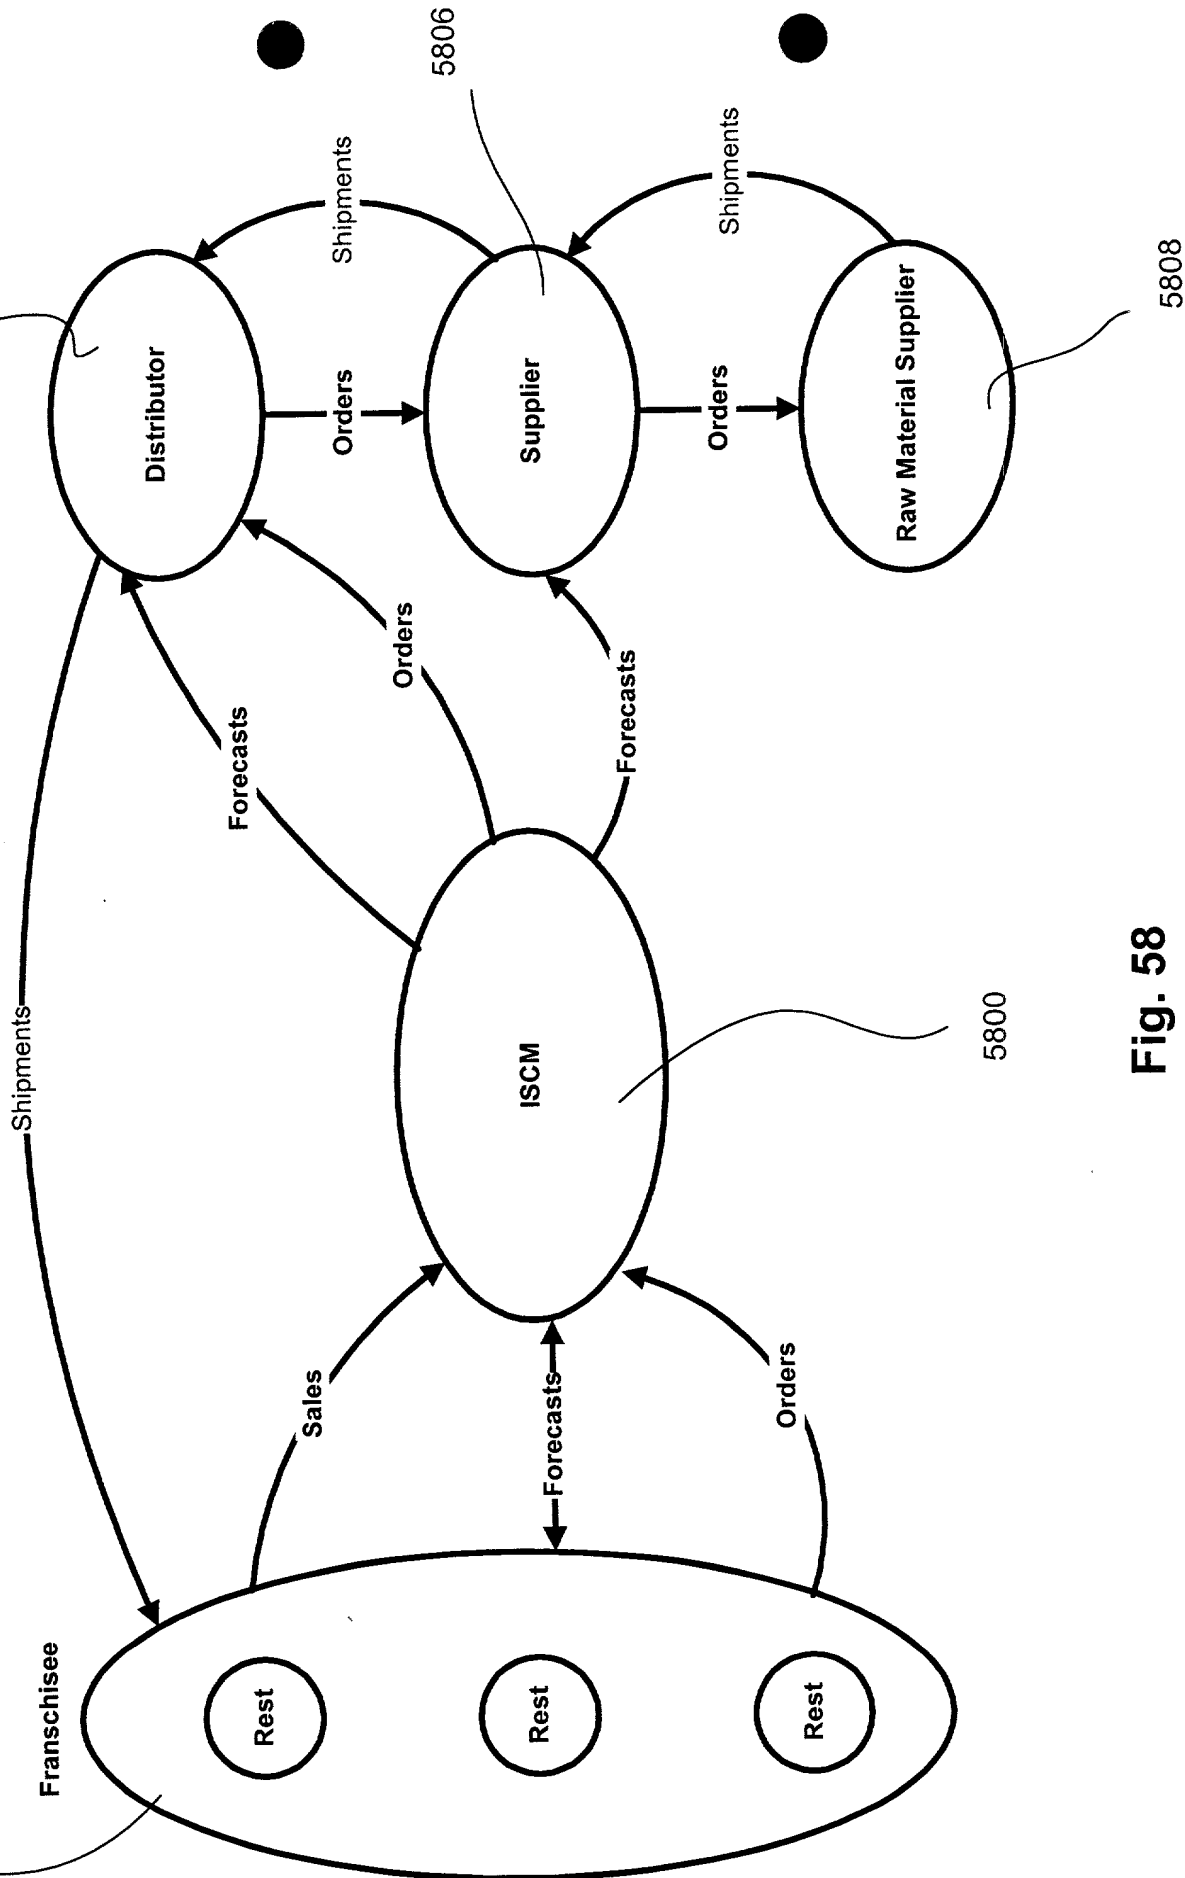 Shipments
Franschisee
Distributor
5806
Forecasts
Orders
Shipments
Orders
Sales
Rest
ISCM
Supplier
Forecasts
Forecasts
Rest
Orders
Shipments
Orders
Rest
Raw Material Supplier
5800
5808
Fig. 58